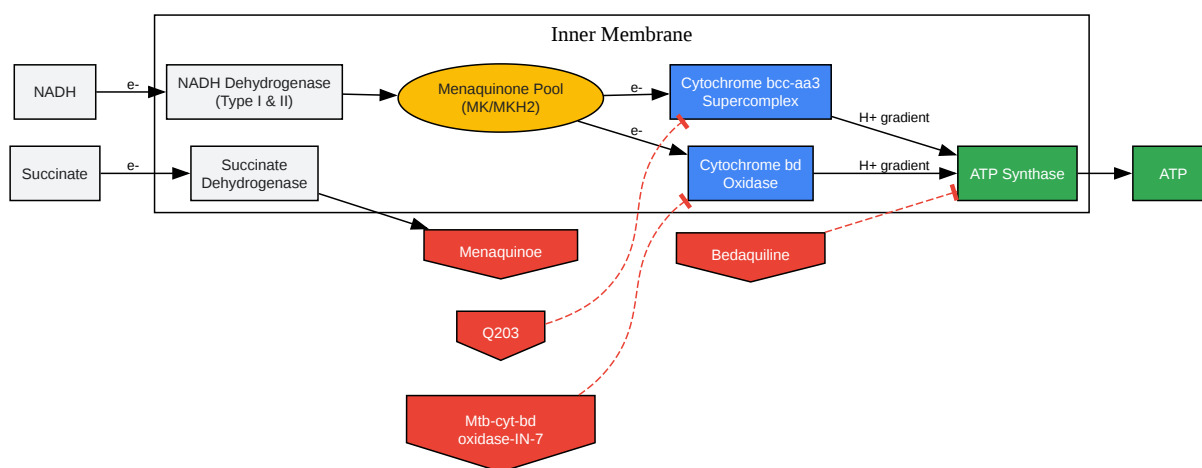 Inner Membrane
NADH
e-
NADH Dehydrogenase
(Type I & II)
Menaquinone Pool
(MK/MKH2)
e-
Cytochrome bcc-aa3
Supercomplex
H+ gradient
e-
Succinate
e-
Succinate
Dehydrogenase
Cytochrome bd
Oxidase
H+ gradient
ATP Synthase
ATP
Menaquinoe
Bedaquiline
Q203
Mtb-cyt-bd
oxidase-IN-7